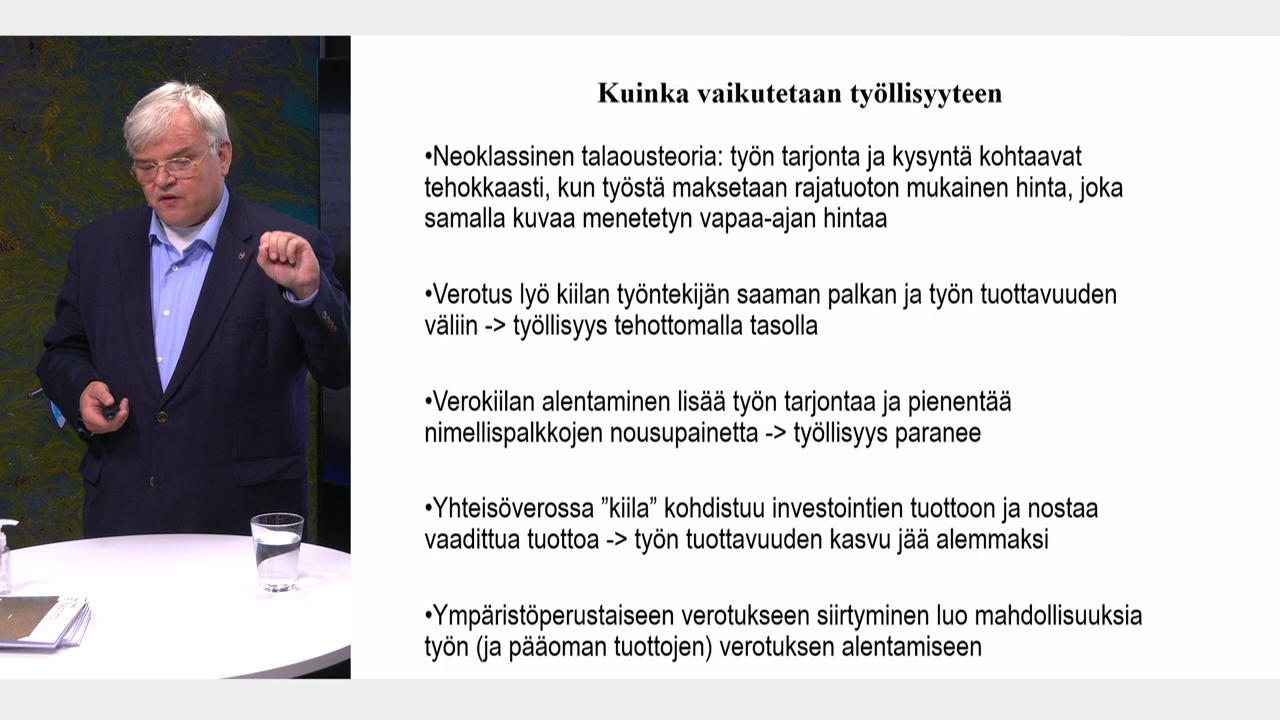 Kuinka vaikutetaan työllisyyteen
•Neoklassinen talaousteoria: työn tarjonta ja kysyntä kohtaavat
tehokkaasti, kun työstä maksetaan rajatuoton mukainen hinta, joka
samalla kuvaa menetetyn vapaa-ajan hintaa
•Verotus lyö kiilan työntekijän saaman palkan ja työn tuottavuuden
väliin -> työllisyys tehottomalla tasolla
•Verokiilan alentaminen lisää työn tarjontaa ja pienentää
nimellispalkkojen nousupainetta -> työllisyys paranee
•Yhteisöverossa ”kiila” kohdistuu investointien tuottoon ja nostaa
vaadittua tuottoa -> työn tuottavuuden kasvu jää alemmaksi
•Ympäristöperustaiseen verotukseen siirtyminen luo mahdollisuuksia
työn (ja pääoman tuottojen) verotuksen alentamiseen